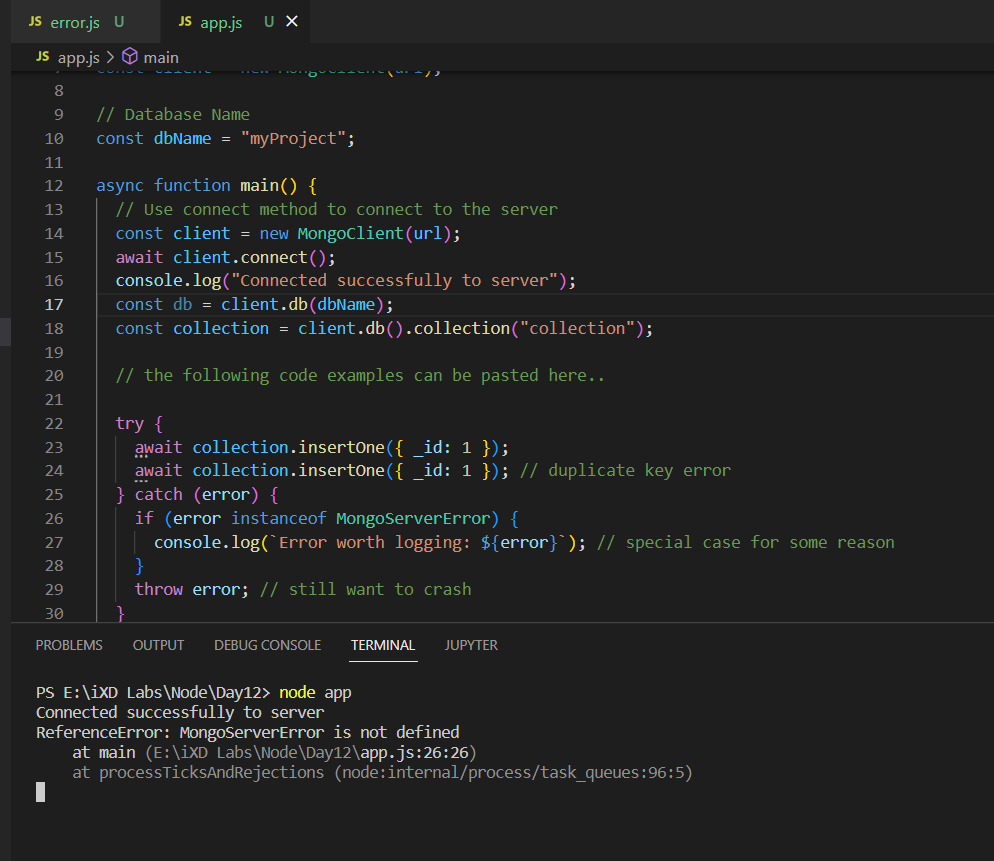 JS error.js U JS app.js U
JS app.js > main
7 const client = new MongoClient(url);
8
9 // Database Name
10 const dbName = "myProject";
11
12 async function main() {
13 // Use connect method to connect to the server
14 const client = new MongoClient(url);
15 await client.connect();
16 console.log("Connected successfully to server");
17 const db = client.db(dbName);
18 const collection = client.db().collection("collection");
19
20 // the following code examples can be pasted here..
21
22 try {
23 await collection.insertOne({ _id: 1 });
24 await collection.insertOne({ _id: 1 }); // duplicate key error
25 } catch (error) {
26 if (error instanceof MongoServerError) {
27 console.log(`Error worth logging: ${error}`); // special case for some reason
28 }
29 throw error; // still want to crash
30 }
PROBLEMS OUTPUT DEBUG CONSOLE TERMINAL JUPYTER
PS E:\iXD Labs\Node\Day12> node app
Connected successfully to server
ReferenceError: MongoServerError is not defined
at main (E:\iXD Labs\Node\Day12\app.js:26:26)
at processTicksAndRejections (node:internal/process/task_queues:96:5)